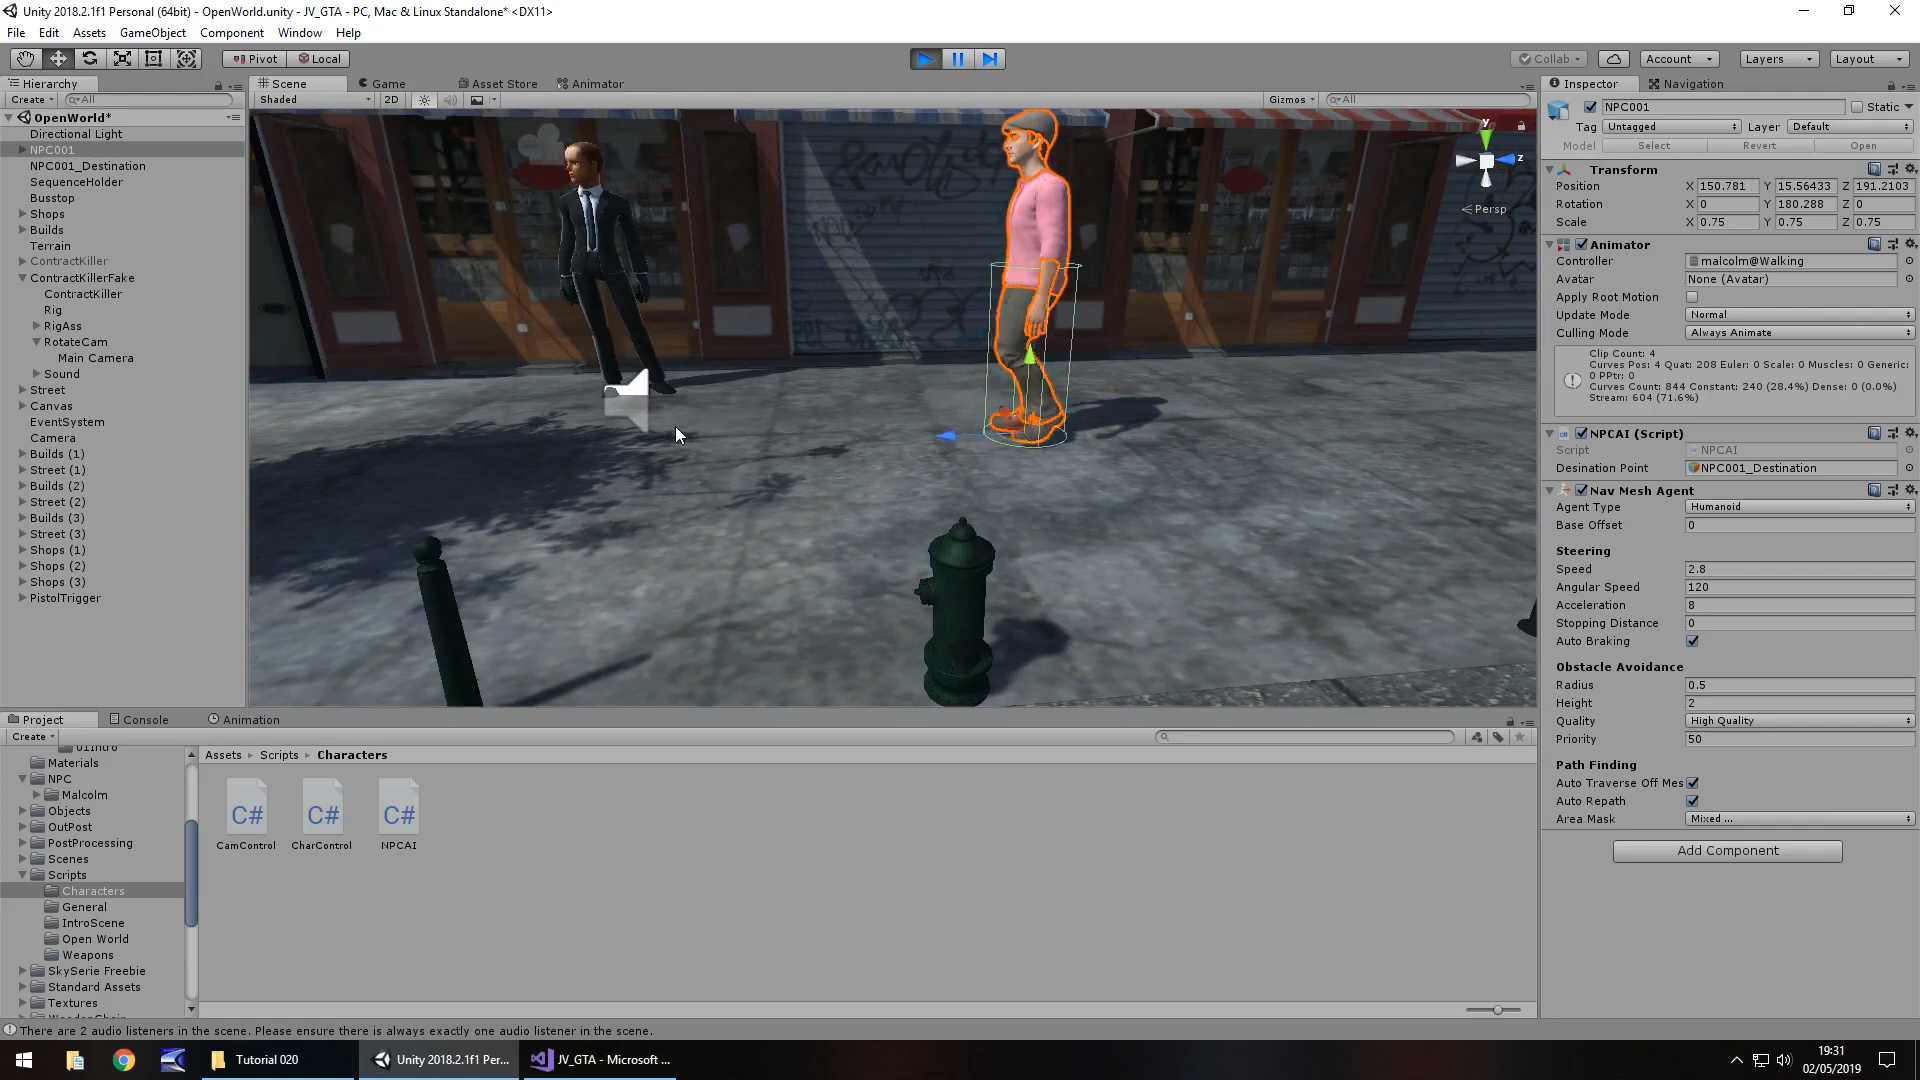 Unity 2018.2.1f1 Personal (64bit) - OpenWorld.unity - JV_GTA - PC, Mac & Linux Standalone* <DX11>
File Edit Assets GameObject Component Window Help
Pivot Local Collab Account Layers Layout
Hierarchy
Create All
OpenWorld*
Directional Light
NPC001
NPC001_Destination
SequenceHolder
Busstop
Shops
Builds
Terrain
ContractKiller
ContractKillerFake
ContractKiller
Rig
RigAss
RotateCam
Main Camera
Sound
Street
Canvas
EventSystem
Camera
Builds (1)
Street (1)
Builds (2)
Street (2)
Builds (3)
Street (3)
Shops (1)
Shops (2)
Shops (3)
PistolTrigger
Scene Game Asset Store Animator
Shaded 2D Gizmos All
y
z
Persp
Inspector Navigation
NPC001 Static
Tag Untagged Layer Default
Model Select Revert Open
Transform
Position X 150.781 Y 15.56433 Z 191.2103
Rotation X 0 Y 180.288 Z 0
Scale X 0.75 Y 0.75 Z 0.75
Animator
Controller malcolm@Walking
Avatar None (Avatar)
Apply Root Motion
Update Mode Normal
Culling Mode Always Animate
Clip Count: 4
Curves Pos: 4 Quat: 208 Euler: 0 Scale: 0 Muscles: 0 Generic:
0 PPtr: 0
Curves Count: 844 Constant: 240 (28.4%) Dense: 0 (0.0%)
Stream: 604 (71.6%)
NPCAI (Script)
Script NPCAI
Desination Point NPC001_Destination
Nav Mesh Agent
Agent Type Humanoid
Base Offset 0
Steering
Speed 2.8
Angular Speed 120
Acceleration 8
Stopping Distance 0
Auto Braking
Obstacle Avoidance
Radius 0.5
Height 2
Quality High Quality
Priority 50
Path Finding
Auto Traverse Off Mes
Auto Repath
Area Mask Mixed ...
Add Component
Project Console Animation
Create
01Intro
Materials
NPC
Malcolm
Objects
OutPost
PostProcessing
Scenes
Scripts
Characters
General
IntroScene
Open World
Weapons
SkySerie Freebie
Standard Assets
Textures
Assets Scripts Characters
C# C# C#
CamControl CharControl NPCAI
There are 2 audio listeners in the scene. Please ensure there is always exactly one audio listener in the scene.
Tutorial 020 Unity 2018.2.1f1 Per... JV_GTA - Microsoft ...
19:31
02/05/2019